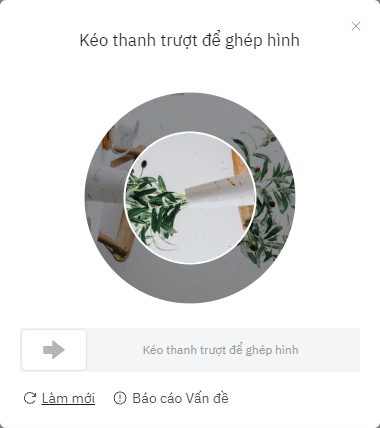 Kéo thanh trượt để ghép hình
Kéo thanh trượt để ghép hình
Làm mới
Báo cáo Vấn đề